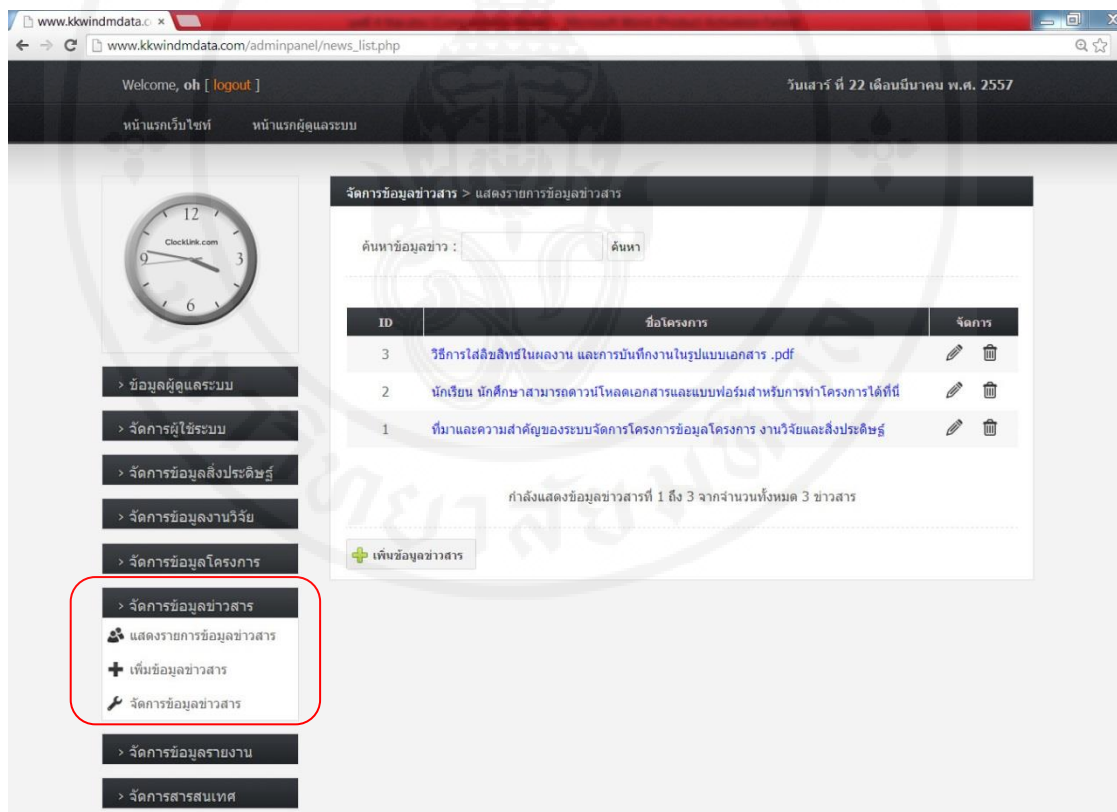 www.kkwindmdata.c ×
www.kkwindmdata.com/adminpanel/news_list.php
Welcome, oh [ logout ]
วันเสาร์ ที่ 22 เดือนมีนาคม พ.ศ. 2557
หน้าแรกเว็บไซท์ หน้าแรกผู้ดูแลระบบ
จัดการข้อมูลข่าวสาร > แสดงรายการข้อมูลข่าวสาร
12
ClockLink.com
9 3
6
ค้นหาข้อมูลข่าว : ค้นหา
ID ชื่อโครงการ จัดการ
3 วิธีการใส่ลิขสิทธ์ในผลงาน และการบันทึกงานในรูปแบบเอกสาร .pdf
2 นักเรียน นักศึกษาสามารถดาวน์โหลดเอกสารและแบบฟอร์มสำหรับการทำโครงการได้ที่นี่
1 ที่มาและความสำคัญของระบบจัดการโครงการข้อมูลโครงการ งานวิจัยและสิ่งประดิษฐ์
กำลังแสดงข้อมูลข่าวสารที่ 1 ถึง 3 จากจำนวนทั้งหมด 3 ข่าวสาร
เพิ่มข้อมูลข่าวสาร
> ข้อมูลผู้ดูแลระบบ
> จัดการผู้ใช้ระบบ
> จัดการข้อมูลสิ่งประดิษฐ์
> จัดการข้อมูลงานวิจัย
> จัดการข้อมูลโครงการ
> จัดการข้อมูลข่าวสาร
แสดงรายการข้อมูลข่าวสาร
เพิ่มข้อมูลข่าวสาร
จัดการข้อมูลข่าวสาร
> จัดการข้อมูลรายงาน
> จัดการสารสนเทศ